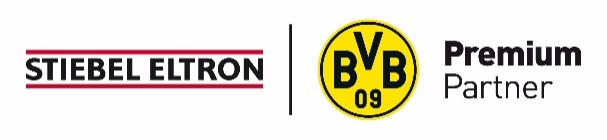 STIEBEL ELTRON
BVB
09
Premium
Partner